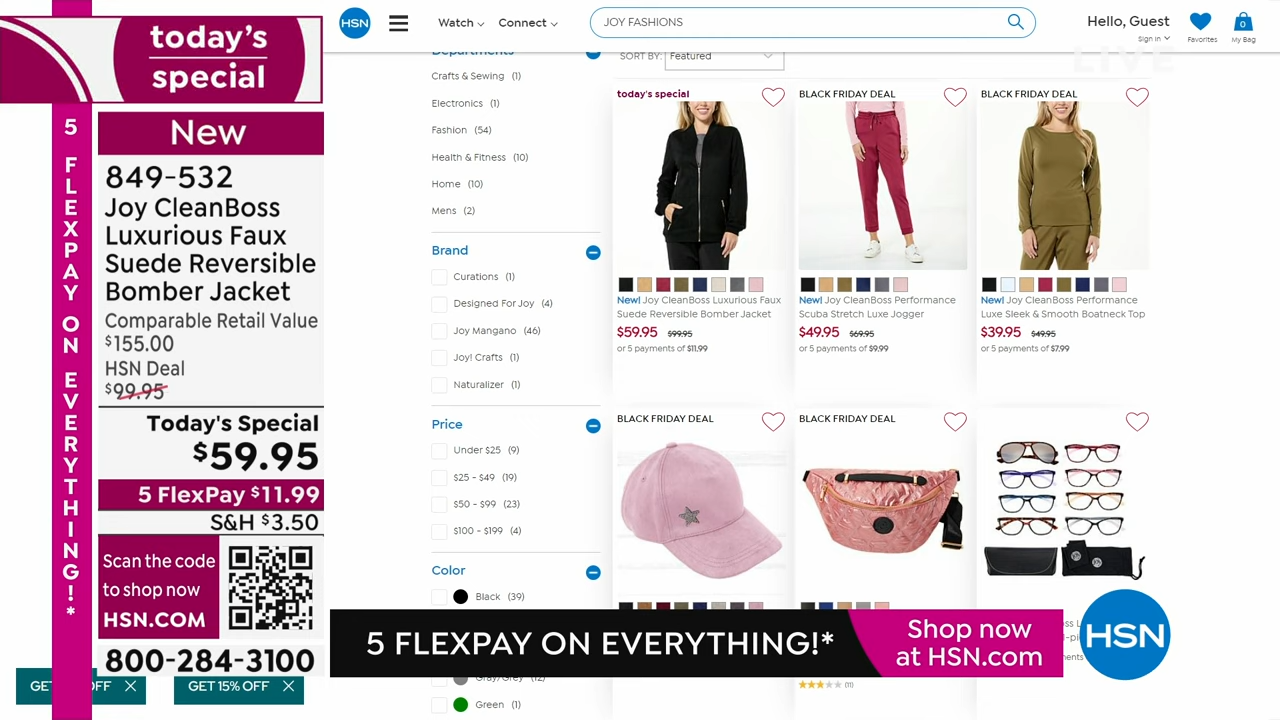 today's
special
5 FLEXPAY ON EVERYTHING!*
New
849-532
Joy CleanBoss
Luxurious Faux
Suede Reversible
Bomber Jacket
Comparable Retail Value
$155.00
HSN Deal
$99.95
Today's Special
$59.95
5 FlexPay $11.99
S&H $3.50
Scan the code
to shop now
HSN.COM
800-284-3100
GET 15% OFF
HSN
Watch
Connect
JOY FASHIONS
Hello, Guest
Sign in
Favorites
0
My Bag
LIVE
Departments
Crafts & Sewing (1)
Electronics (1)
Fashion (54)
Health & Fitness (10)
Home (10)
Mens (2)
Brand
Curations (1)
Designed For Joy (4)
Joy Mangano (46)
Joy! Crafts (1)
Naturalizer (1)
Price
Under $25 (9)
$25 - $49 (19)
$50 - $99 (23)
$100 - $199 (4)
Color
Black (39)
Gray/Grey (12)
Green (1)
SORT BY: Featured
today's special
New! Joy CleanBoss Luxurious Faux
Suede Reversible Bomber Jacket
$59.95 $99.95
or 5 payments of $11.99
BLACK FRIDAY DEAL
New! Joy CleanBoss Performance
Scuba Stretch Luxe Jogger
$49.95 $69.95
or 5 payments of $9.99
BLACK FRIDAY DEAL
New! Joy CleanBoss Performance
Luxe Sleek & Smooth Boatneck Top
$39.95 $49.95
or 5 payments of $7.99
BLACK FRIDAY DEAL
BLACK FRIDAY DEAL
(11)
5 FLEXPAY ON EVERYTHING!*
Shop now
at HSN.com
HSN